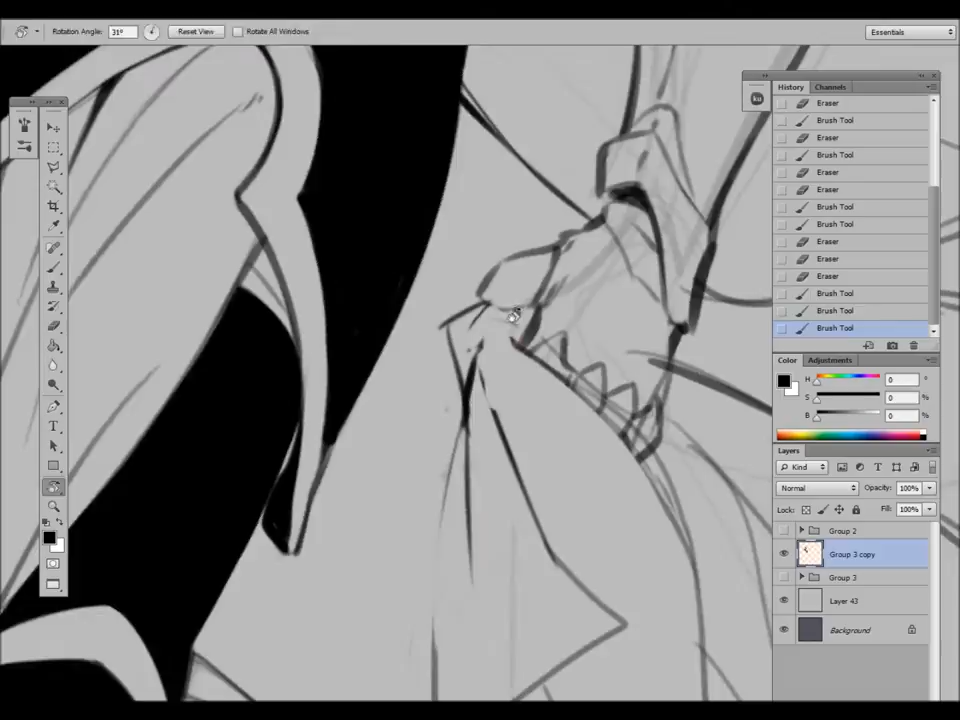 Rotation Angle: 31° Reset View Rotate All Windows Essentials
History Channels
ku
Eraser
Brush Tool
Eraser
Brush Tool
Eraser
Eraser
Brush Tool
Brush Tool
Eraser
Eraser
Eraser
Brush Tool
Brush Tool
Brush Tool
Color Adjustments
H 0 °
S 0 %
B 0 %
Layers
Kind
Normal Opacity: 100%
Lock: Fill: 100%
Group 2
Group 3 copy
Group 3
Layer 43
Background
T